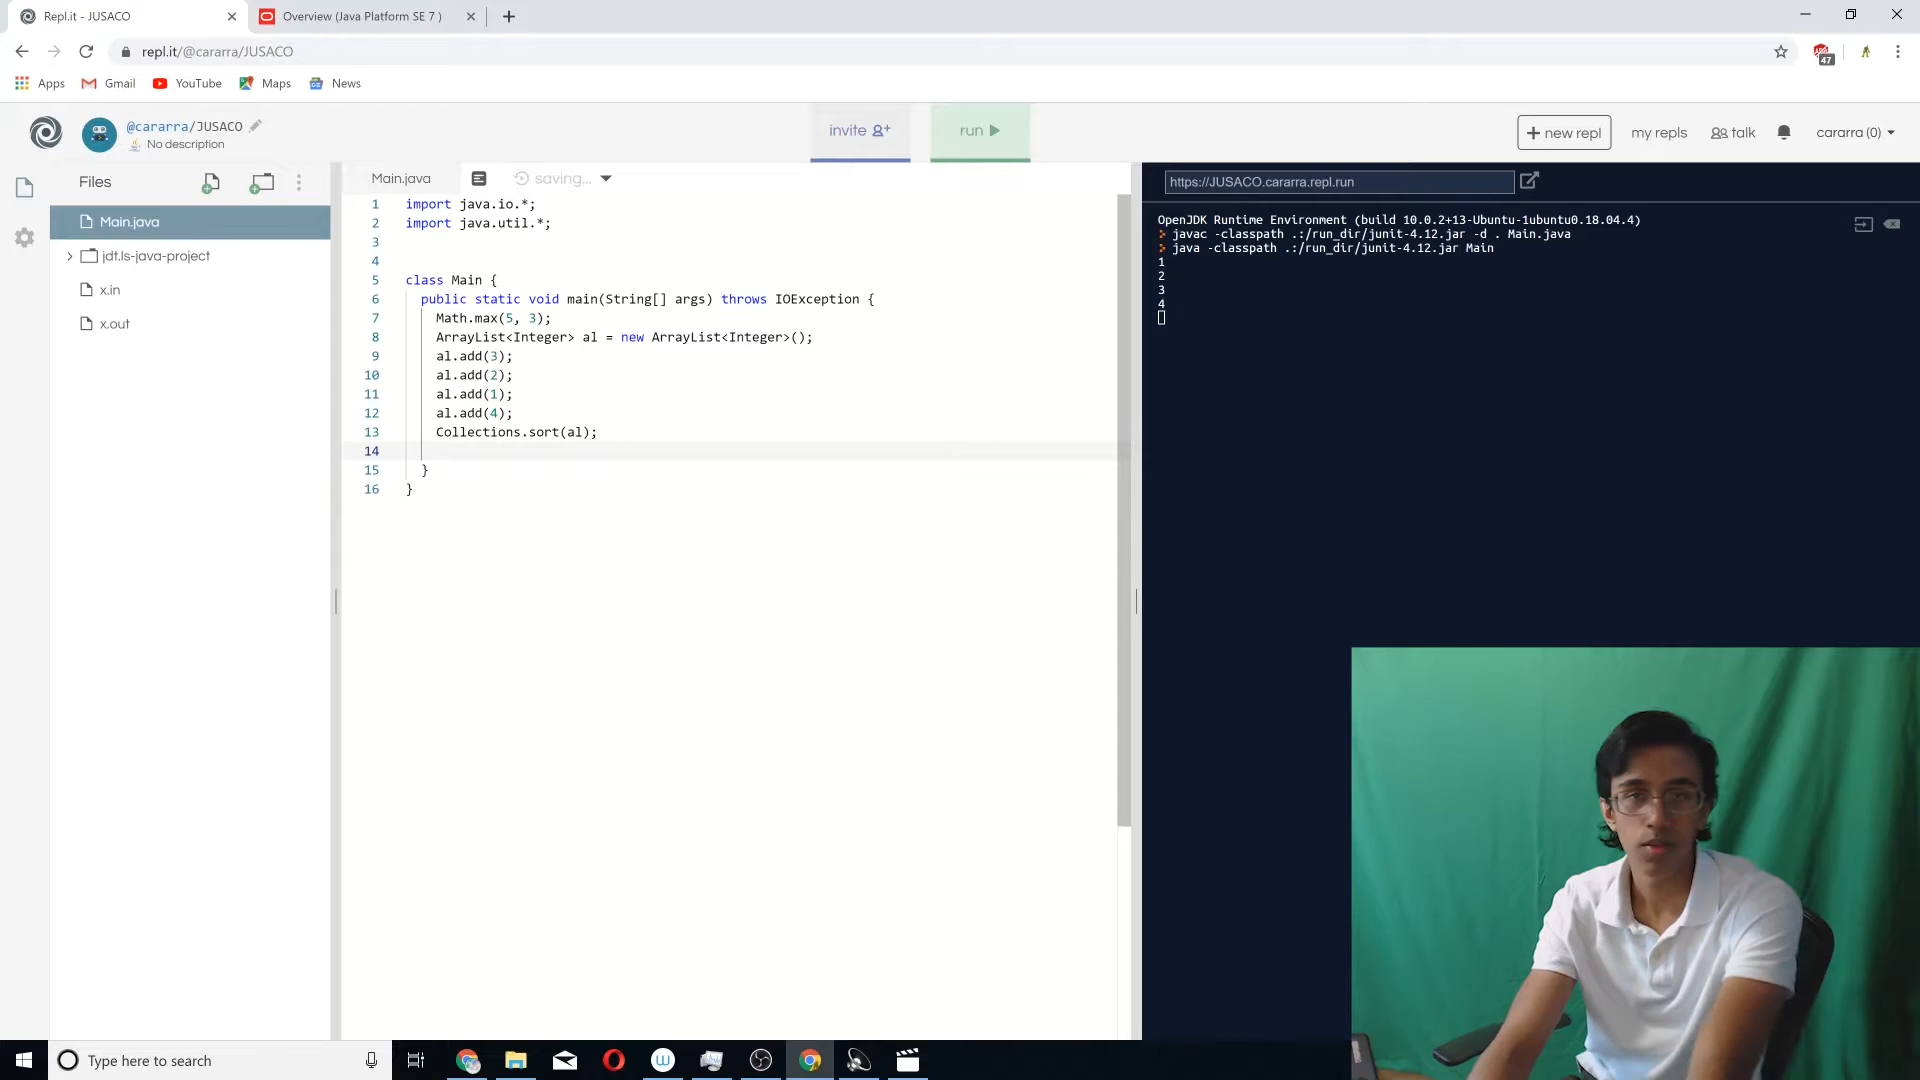 Repl.it - JUSACO
Overview (Java Platform SE 7 )
repl.it/@cararra/JUSACO
47
Apps
Gmail
YouTube
Maps
News
@cararra/JUSACO
No description
invite
run
+ new repl
my repls
talk
cararra (0)
Files
Main.java
jdt.ls-java-project
x.in
x.out
Main.java
saving...
1 import java.io.*;
2 import java.util.*;
3
4
5 class Main {
6 public static void main(String[] args) throws IOException {
7 Math.max(5, 3);
8 ArrayList<Integer> al = new ArrayList<Integer>();
9 al.add(3);
10 al.add(2);
11 al.add(1);
12 al.add(4);
13 Collections.sort(al);
14
15 }
16 }
https://JUSACO.cararra.repl.run
OpenJDK Runtime Environment (build 10.0.2+13-Ubuntu-1ubuntu0.18.04.4)
javac -classpath .:/run_dir/junit-4.12.jar -d . Main.java
java -classpath .:/run_dir/junit-4.12.jar Main
1
2
3
4
Type here to search